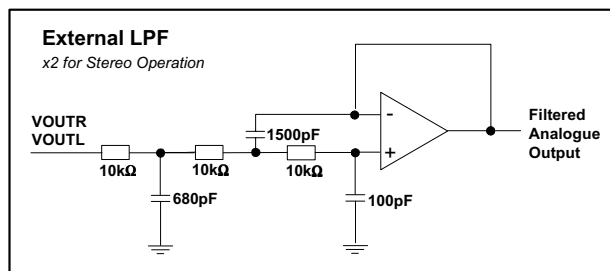 External LPF
x2 for Stereo Operation
VOUTR
VOUTL
10kΩ
680pF
10kΩ
1500pF
10kΩ
100pF
-
+
Filtered
Analogue
Output